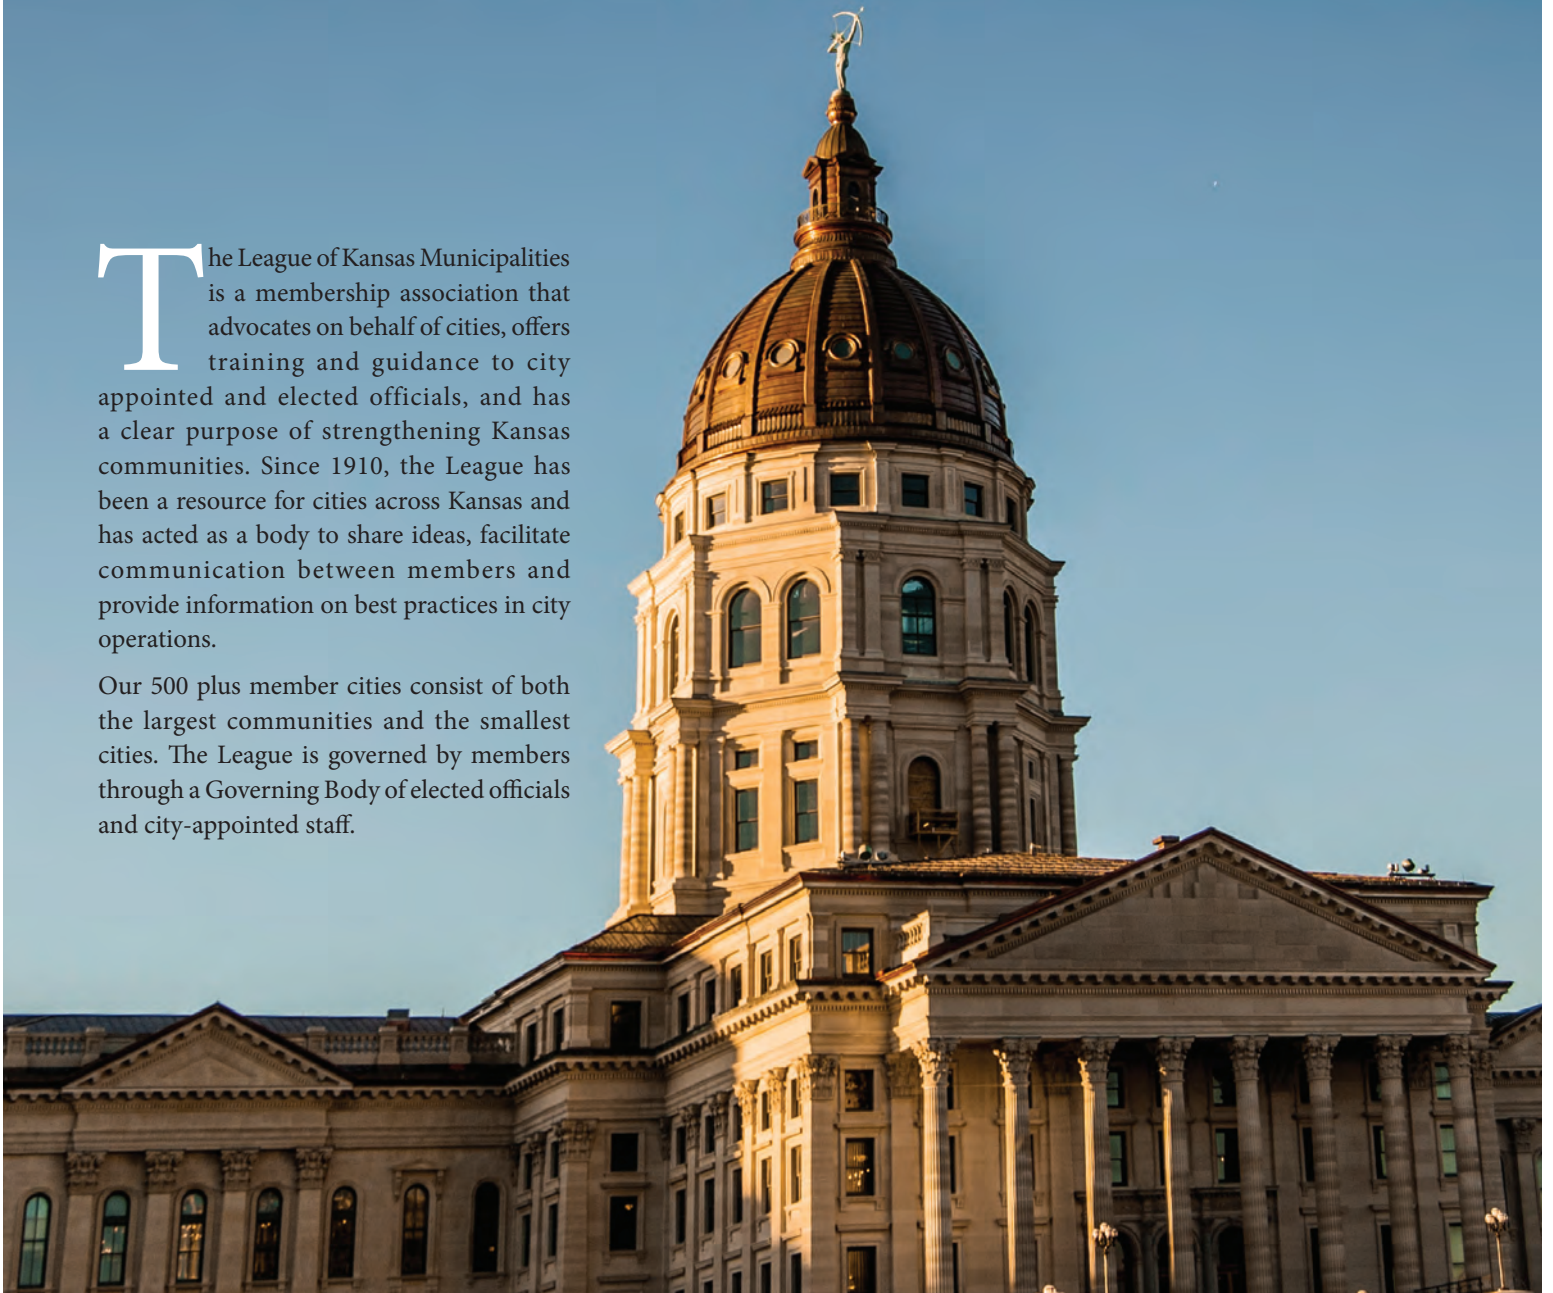 The League of Kansas Municipalities
is a membership association that
advocates on behalf of cities, offers
training and guidance to city
appointed and elected officials, and has
a clear purpose of strengthening Kansas
communities. Since 1910, the League has
been a resource for cities across Kansas and
has acted as a body to share ideas, facilitate
communication between members and
provide information on best practices in city
operations.
Our 500 plus member cities consist of both
the largest communities and the smallest
cities. The League is governed by members
through a Governing Body of elected officials
and city-appointed staff.